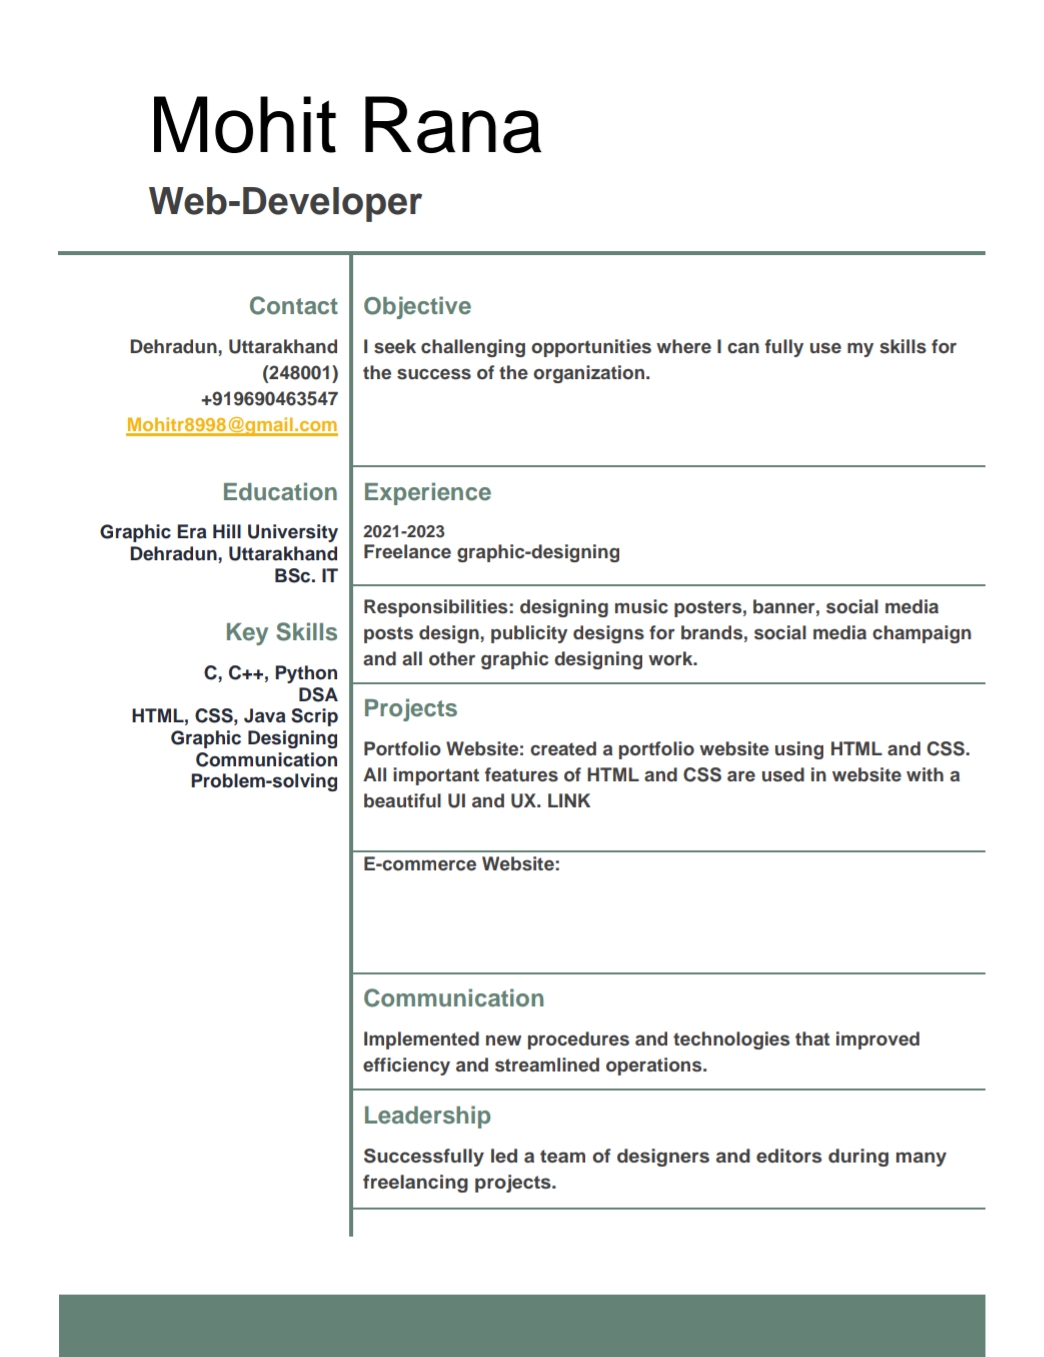 Mohit Rana
Web-Developer
Contact
Dehradun, Uttarakhand
(248001)
+919690463547
Mohitr8998@gmail.com
Education
Graphic Era Hill University
Dehradun, Uttarakhand
BSc. IT
Key Skills
C, C++, Python
DSA
HTML, CSS, Java Scrip
Graphic Designing
Communication
Problem-solving
Objective
I seek challenging opportunities where I can fully use my skills for
the success of the organization.
Experience
2021-2023
Freelance graphic-designing
Responsibilities: designing music posters, banner, social media
posts design, publicity designs for brands, social media champaign
and all other graphic designing work.
Projects
Portfolio Website: created a portfolio website using HTML and CSS.
All important features of HTML and CSS are used in website with a
beautiful UI and UX. LINK
E-commerce Website:
Communication
Implemented new procedures and technologies that improved
efficiency and streamlined operations.
Leadership
Successfully led a team of designers and editors during many
freelancing projects.